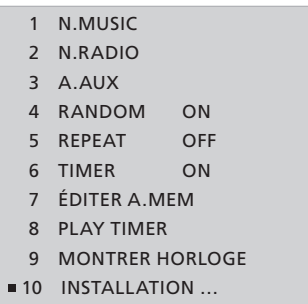 1 N.MUSIC
2 N.RADIO
3 A.AUX
4 RANDOM ON
5 REPEAT OFF
6 TIMER ON
7 ÉDITER A.MEM
8 PLAY TIMER
9 MONTRER HORLOGE
■ 10 INSTALLATION ...